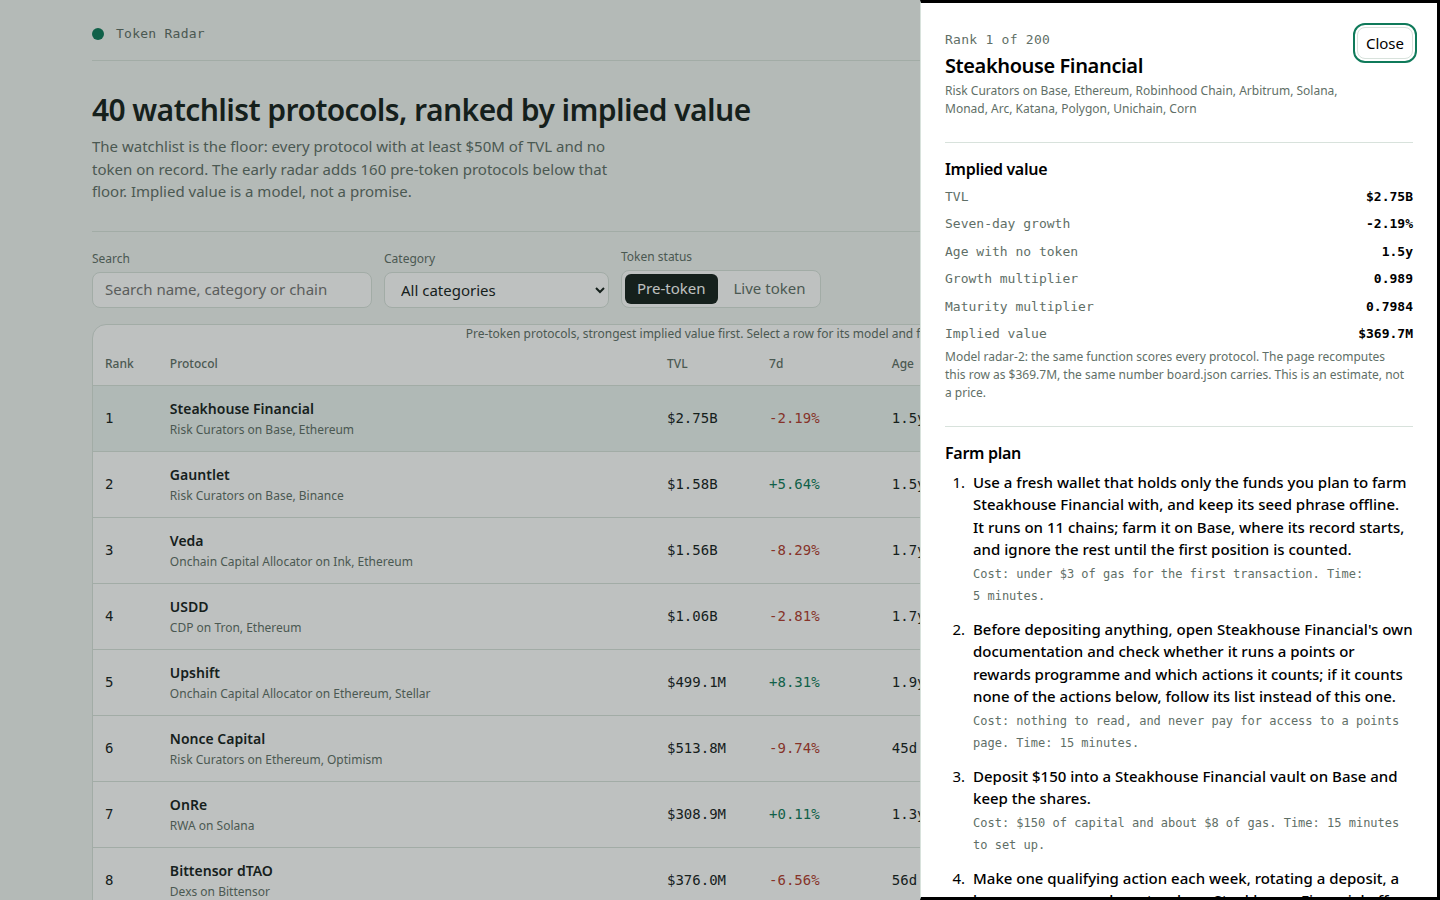 Token Radar
40 watchlist protocols, ranked by implied value
The watchlist is the floor: every protocol with at least $50M of TVL and no
token on record. The early radar adds 160 pre-token protocols below that
floor. Implied value is a model, not a promise.
Search
Category
Token status
Search name, category or chain
All categories
Pre-token
Live token
Pre-token protocols, strongest implied value first. Select a row for its model and f
Rank Protocol TVL 7d Age
1 Steakhouse Financial $2.75B -2.19% 1.5y
Risk Curators on Base, Ethereum
2 Gauntlet $1.58B +5.64% 1.5y
Risk Curators on Base, Binance
3 Veda $1.56B -8.29% 1.7y
Onchain Capital Allocator on Ink, Ethereum
4 USDD $1.06B -2.81% 1.7y
CDP on Tron, Ethereum
5 Upshift $499.1M +8.31% 1.9y
Onchain Capital Allocator on Ethereum, Stellar
6 Nonce Capital $513.8M -9.74% 45d
Risk Curators on Ethereum, Optimism
7 OnRe $308.9M +0.11% 1.3y
RWA on Solana
8 Bittensor dTAO $376.0M -6.56% 56d
Dexs on Bittensor
Rank 1 of 200
Close
Steakhouse Financial
Risk Curators on Base, Ethereum, Robinhood Chain, Arbitrum, Solana,
Monad, Arc, Katana, Polygon, Unichain, Corn
Implied value
TVL $2.75B
Seven-day growth -2.19%
Age with no token 1.5y
Growth multiplier 0.989
Maturity multiplier 0.7984
Implied value $369.7M
Model radar-2: the same function scores every protocol. The page recomputes
this row as $369.7M, the same number board.json carries. This is an estimate, not
a price.
Farm plan
1. Use a fresh wallet that holds only the funds you plan to farm
Steakhouse Financial with, and keep its seed phrase offline.
It runs on 11 chains; farm it on Base, where its record starts,
and ignore the rest until the first position is counted.
Cost: under $3 of gas for the first transaction. Time:
5 minutes.
2. Before depositing anything, open Steakhouse Financial's own
documentation and check whether it runs a points or
rewards programme and which actions it counts; if it counts
none of the actions below, follow its list instead of this one.
Cost: nothing to read, and never pay for access to a points
page. Time: 15 minutes.
3. Deposit $150 into a Steakhouse Financial vault on Base and
keep the shares.
Cost: $150 of capital and about $8 of gas. Time: 15 minutes
to set up.
4. Make one qualifying action each week, rotating a deposit, a